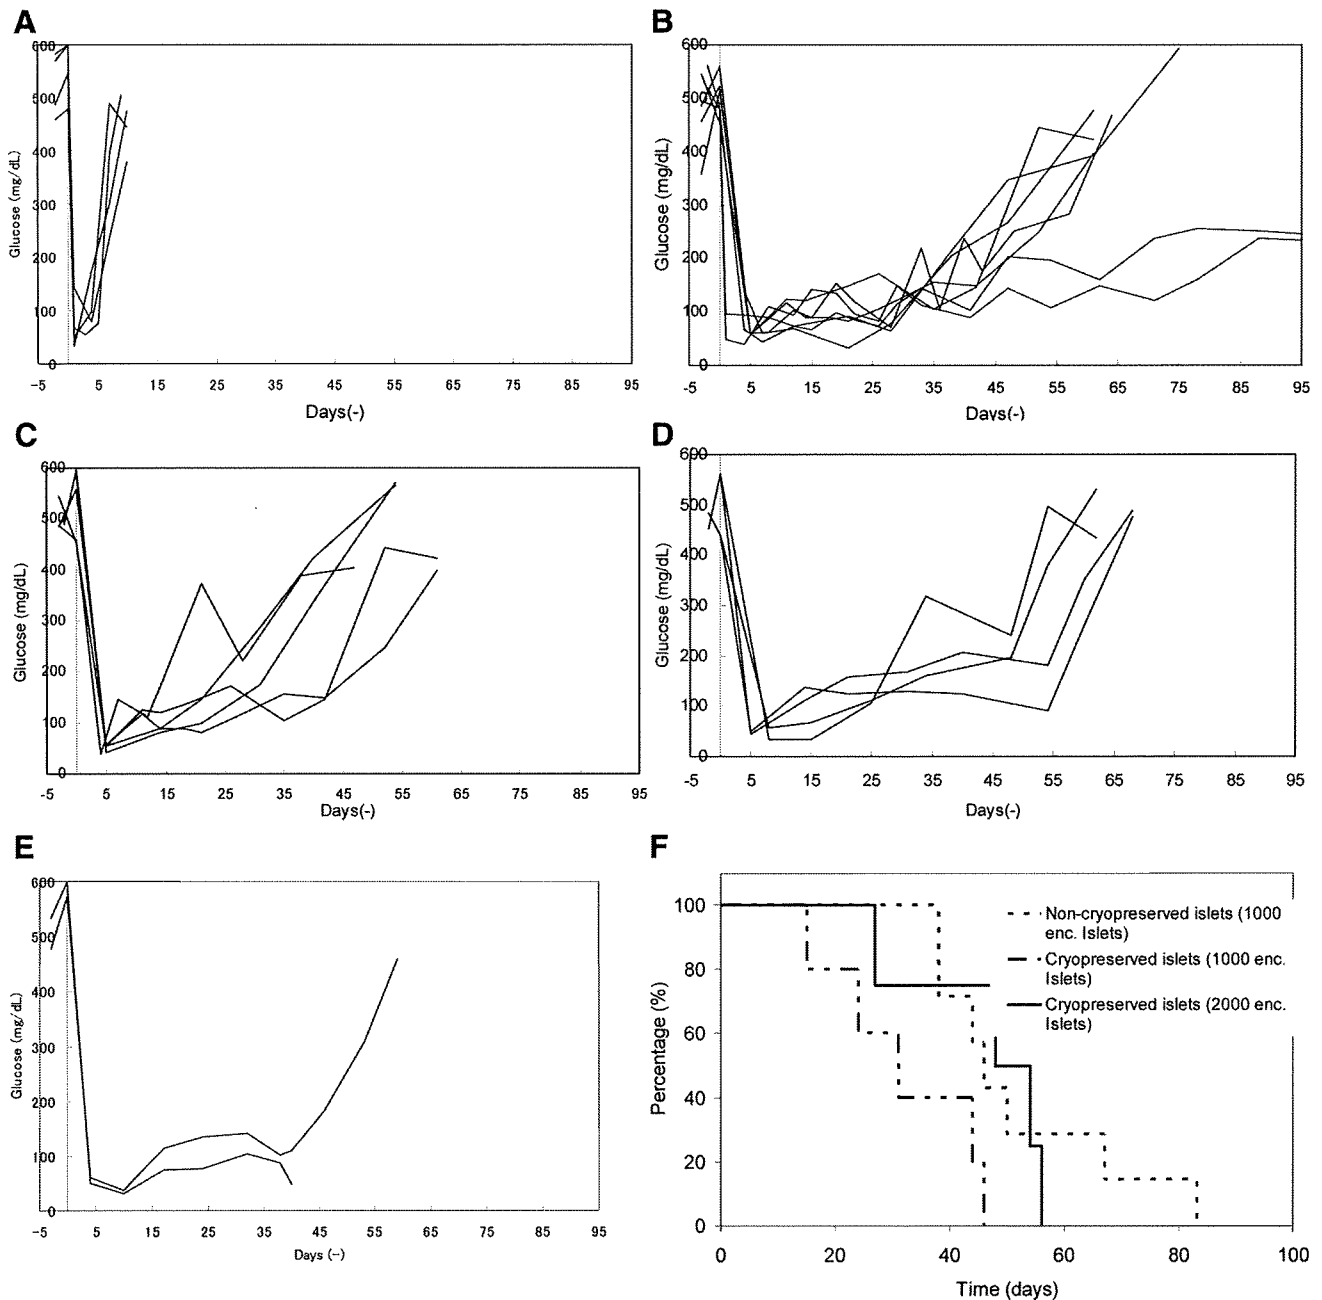 A
600
500
400
300
200
100
0
Glucose (mg/dL)
-5 5 15 25 35 45 55 65 75 85 95
Days(-)
B
600
500
400
300
200
100
0
Glucose (mg/dL)
-5 5 15 25 35 45 55 65 75 85 95
Days(-)
C
600
500
400
300
200
100
0
Glucose (mg/dL)
-5 5 15 25 35 45 55 65 75 85 95
Days(-)
D
600
500
400
300
200
100
0
Glucose (mg/dL)
-5 5 15 25 35 45 55 65 75 85 95
Days(-)
E
600
500
400
300
200
100
0
Glucose (mg/dL)
-5 5 15 25 35 45 55 65 75 85 95
Days (-)
F
100
80
60
40
20
0
Percentage (%)
Non-cryopreserved islets (1000
enc. Islets)
Cryopreserved islets (1000 enc.
Islets)
Cryopreserved islets (2000 enc.
Islets)
0 20 40 60 80 100
Time (days)